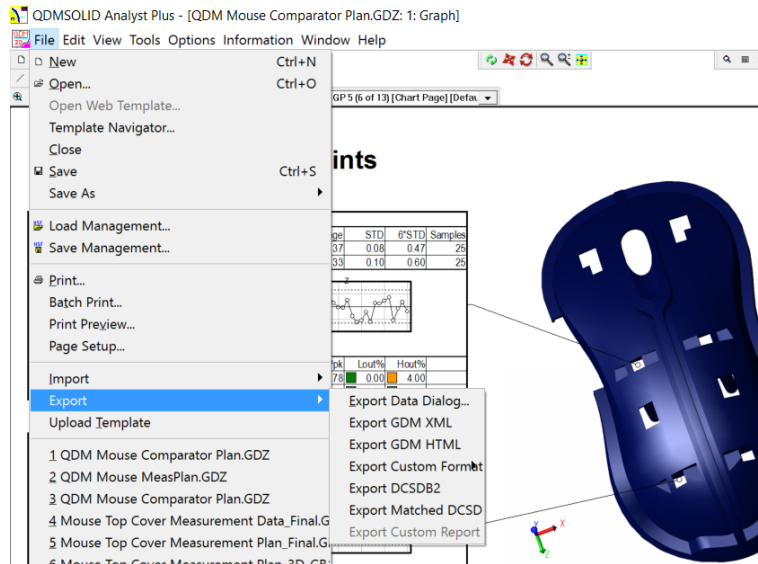 QDMSOLID Analyst Plus - [QDM Mouse Comparator Plan.GDZ: 1: Graph]
File Edit View Tools Options Information Window Help
New Ctrl+N
Open... Ctrl+O
Open Web Template...
GP 5 (6 of 13) [Chart Page] [Defau
Template Navigator...
Close
ints
Save Ctrl+S
Save As
Load Management...
Save Management...
ge STD 6*STD Samples
37 0.08 0.47 25
33 0.10 0.60 25
Print...
Z
Batch Print...
Print Preview...
Page Setup...
Import
pk Lout% Hout%
78 0.00 4.00
Export
Export Data Dialog...
Upload Template
Export GDM XML
Export GDM HTML
1 QDM Mouse Comparator Plan.GDZ
Export Custom Format
2 QDM Mouse MeasPlan.GDZ
Export DCSDB2
3 QDM Mouse Comparator Plan.GDZ
Export Matched DCSD
4 Mouse Top Cover Measurement Data_Final.G
Export Custom Report
5 Mouse Top Cover Measurement Plan_Final.G
6 Mouse Top Cover Measurement Plan_3D_GB
Y X
Z